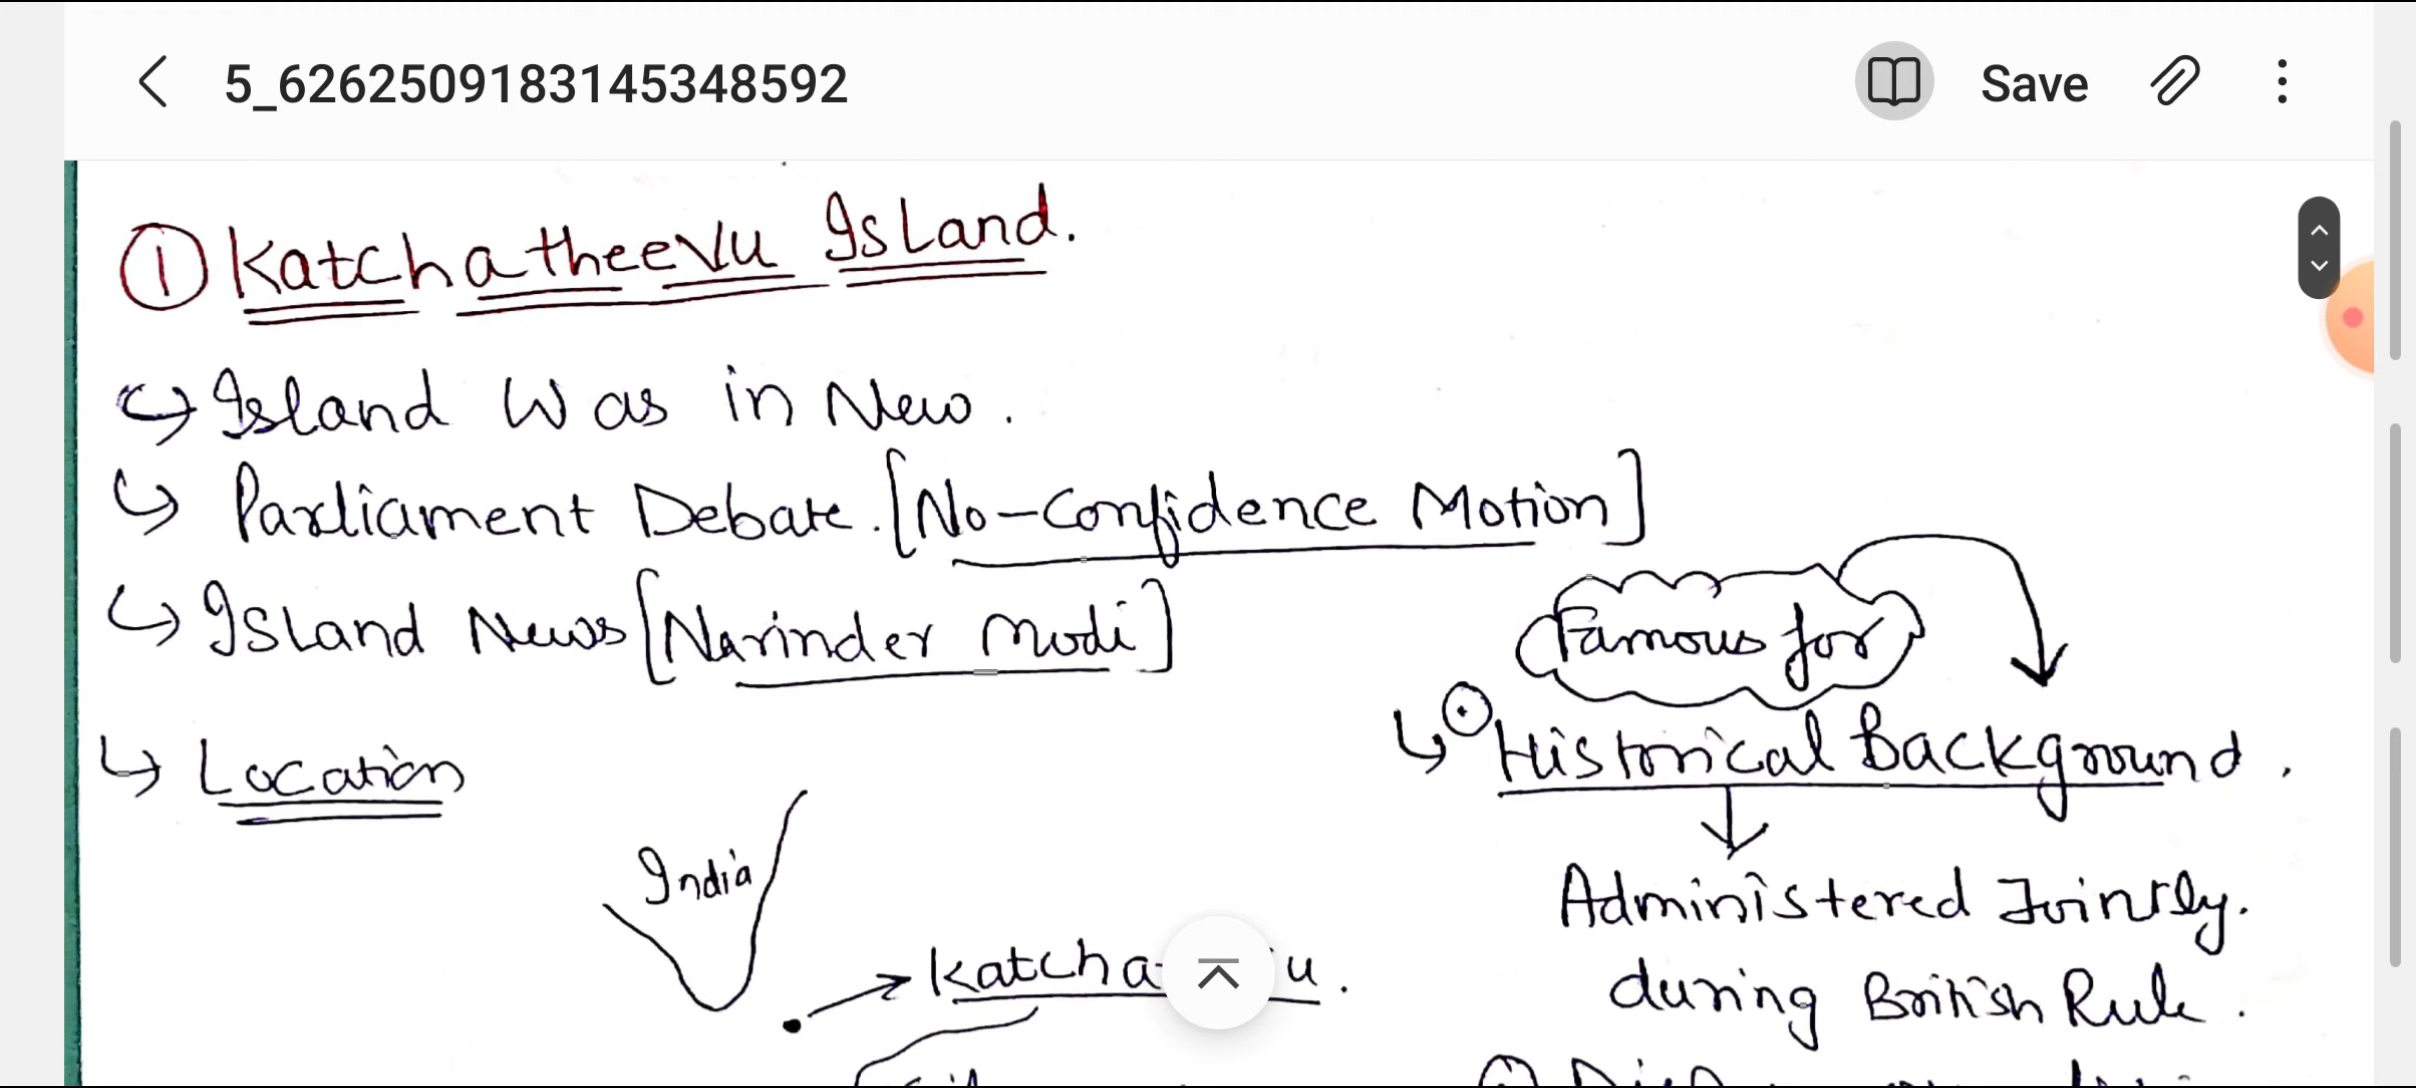 5_6262509183145348592
Save
① Katchatheevu Island.
↳ Island Was in New.
↳ Parliament Debate. [No-Confidence Motion]
↳ Island News [Narinder Modi]
Famous for
↳ Location
↳ Historical Background.
India
Administered Jointly.
Katcha u.
during British Rule.